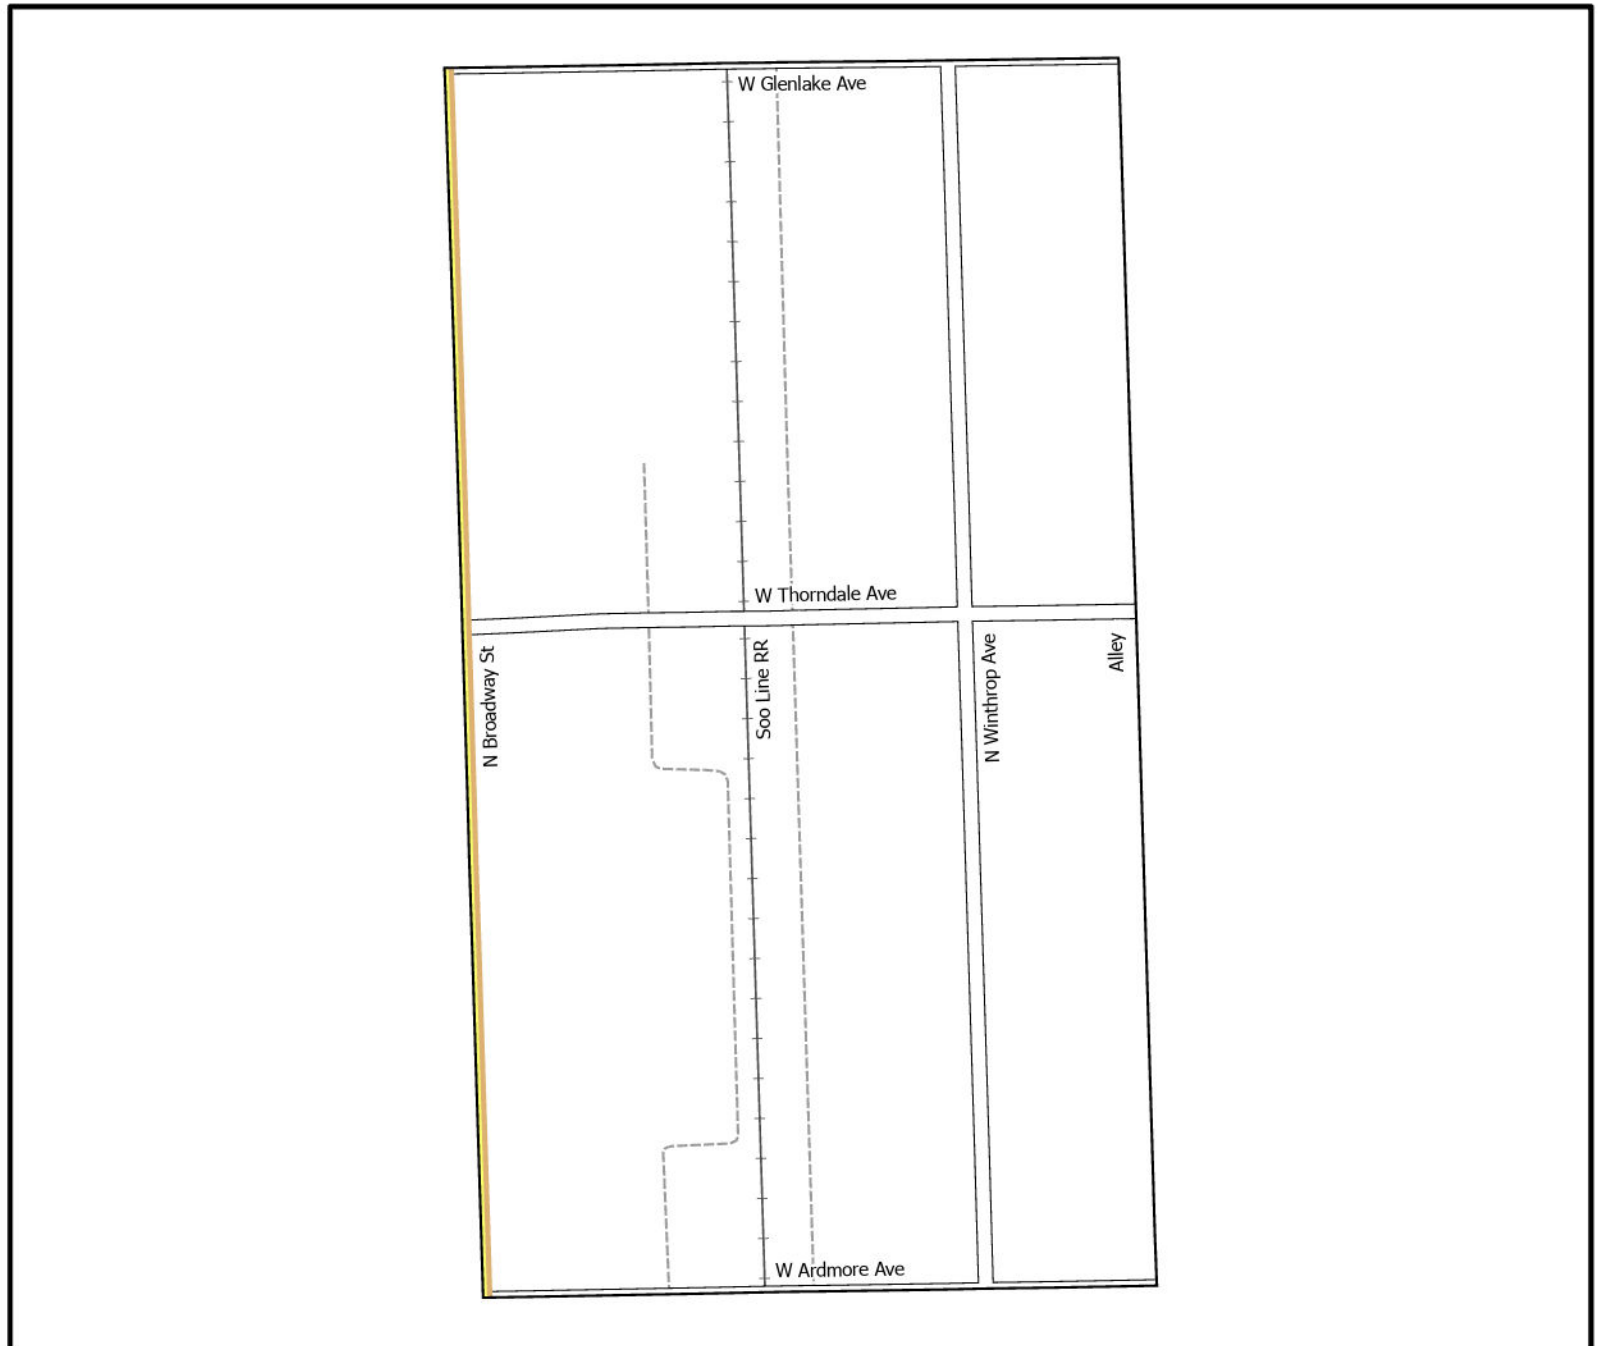 W Glenlake Ave
W Thorndale Ave
N Broadway St
Soo Line RR
N Winthrop Ave
Alley
W Ardmore Ave